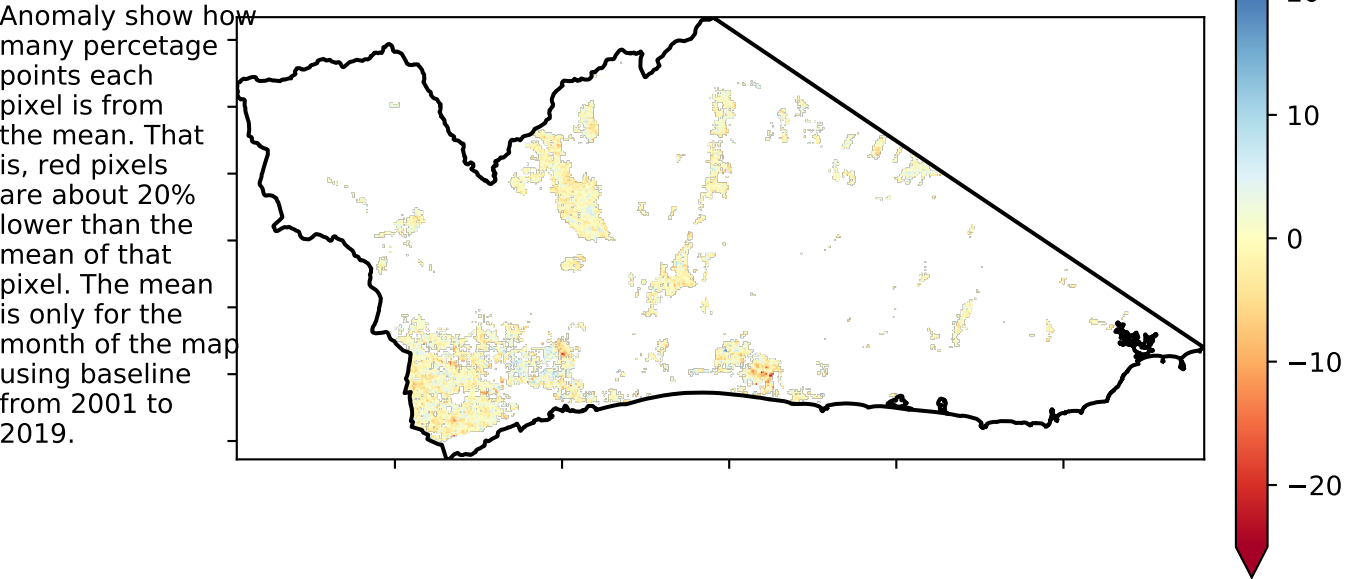 Anomaly show how
many percetage
points each
pixel is from
the mean. That
is, red pixels
are about 20%
lower than the
mean of that
pixel. The mean
is only for the
month of the map
using baseline
from 2001 to
2019.
10
0
−10
−20